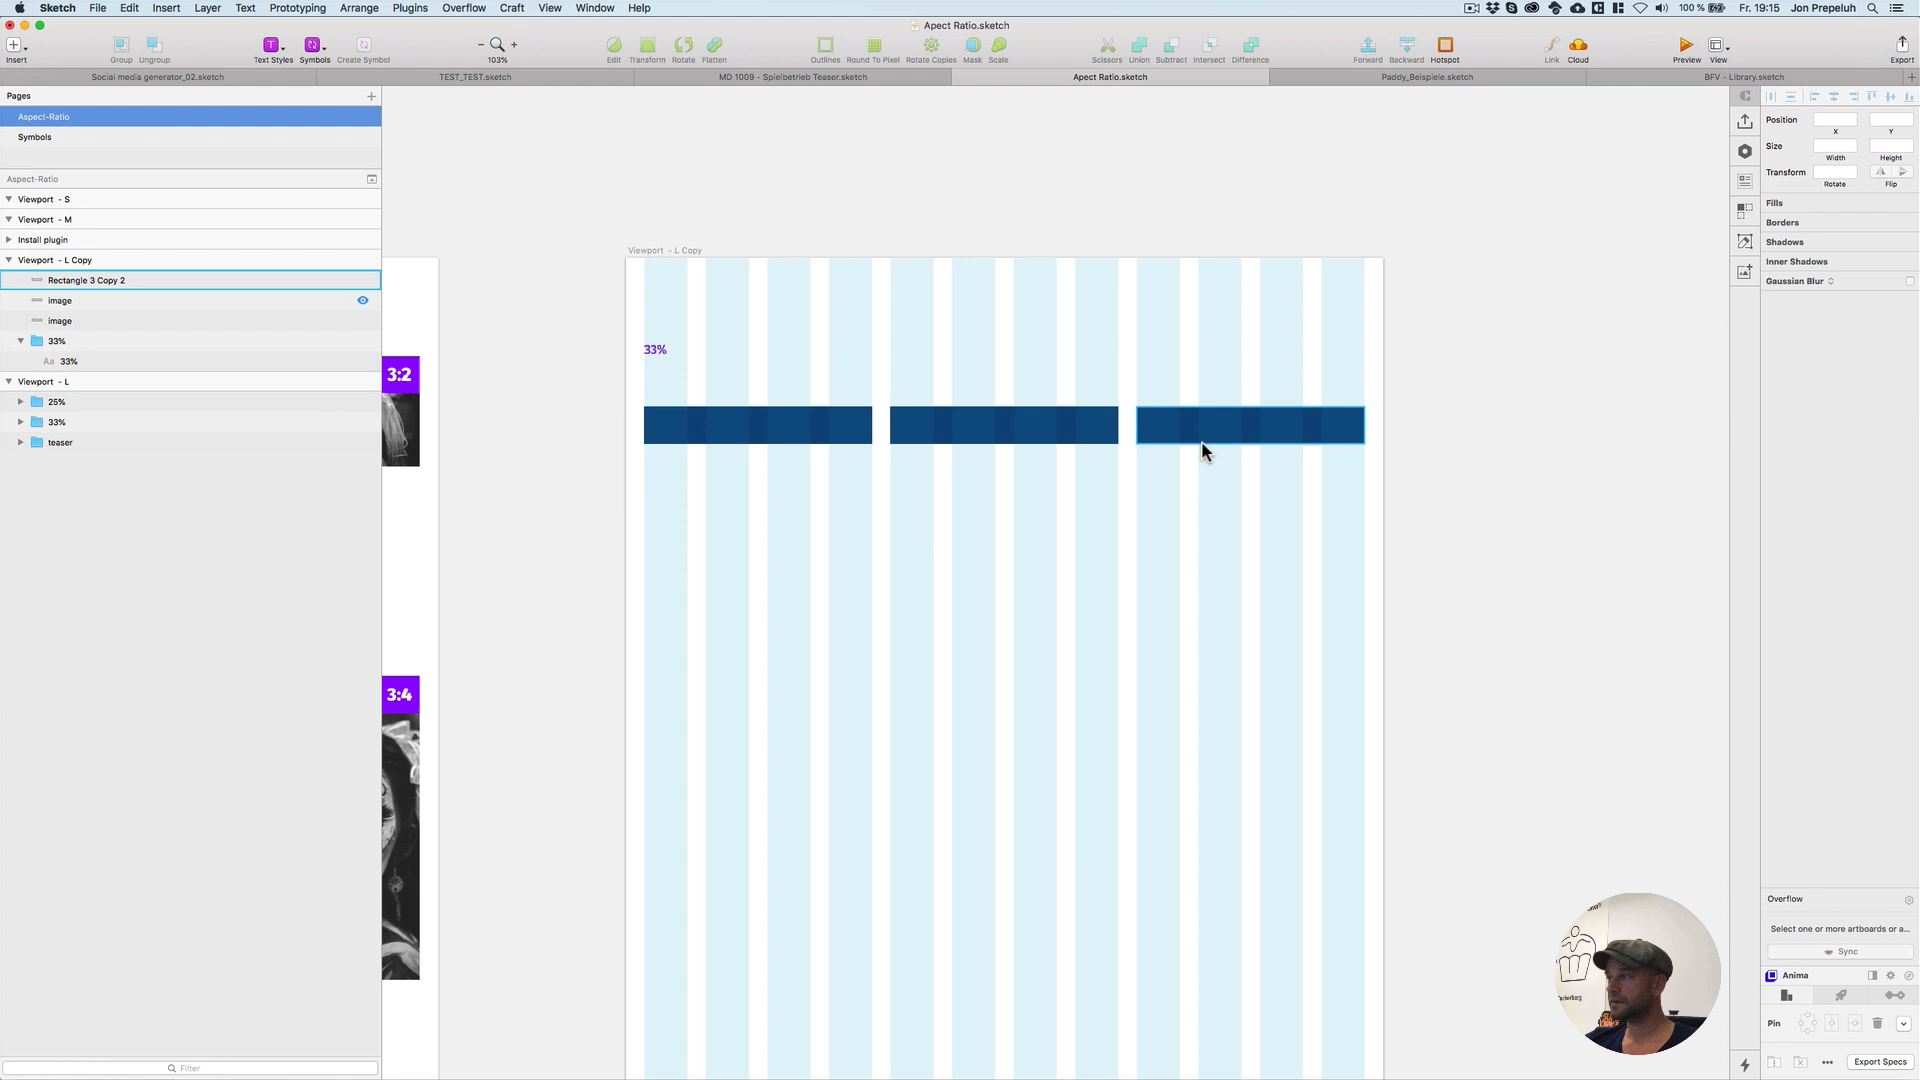 Sketch File Edit Insert Layer Text Prototyping Arrange Plugins Overflow Craft View Window Help 100 % Fr. 19:15 Jon Prepeluh
Apect Ratio.sketch
Insert Group Ungroup Text Styles Symbols Create Symbol 103% Edit Transform Rotate Flatten Outlines Round To Pixel Rotate Copies Mask Scale Scissors Union Subtract Intersect Difference Forward Backward Hotspot Link Cloud Preview View Export
Social media generator_02.sketch TEST_TEST.sketch MD 1009 - Spielbetrieb Teaser.sketch Apect Ratio.sketch Paddy_Beispiele.sketch BFV - Library.sketch
Pages
Aspect-Ratio
Symbols
Aspect-Ratio
Viewport - S
Viewport - M
Install plugin
Viewport - L Copy
Rectangle 3 Copy 2
image
image
33%
Aa 33%
Viewport - L
25%
33%
teaser
Filter
3:2
3:4
Viewport - L Copy
33%
Position
X Y
Size
Width Height
Transform
Rotate Flip
Fills
Borders
Shadows
Inner Shadows
Gaussian Blur
Overflow
Select one or more artboards or a...
Sync
Anima
Pin
Export Specs